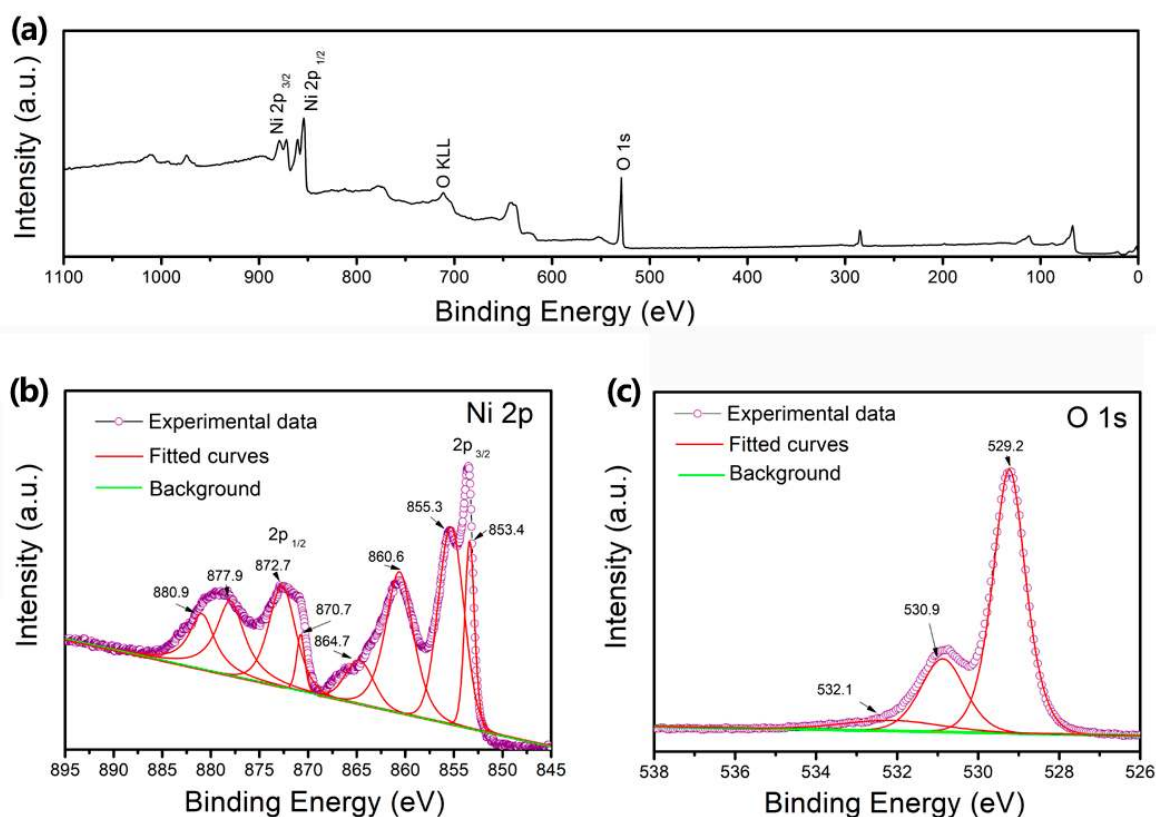 (a)
Intensity (a.u.)
Ni 2p 3/2
Ni 2p 1/2
O KLL
O 1s
1100 1000 900 800 700 600 500 400 300 200 100 0
Binding Energy (eV)
(b)
Ni 2p
Experimental data
Fitted curves
Background
2p 3/2
855.3
853.4
2p 1/2
872.7
860.6
877.9
880.9
870.7
864.7
Intensity (a.u.)
895 890 885 880 875 870 865 860 855 850 845
Binding Energy (eV)
(c)
O 1s
Experimental data
Fitted curves
Background
529.2
530.9
532.1
Intensity (a.u.)
538 536 534 532 530 528 526
Binding Energy (eV)